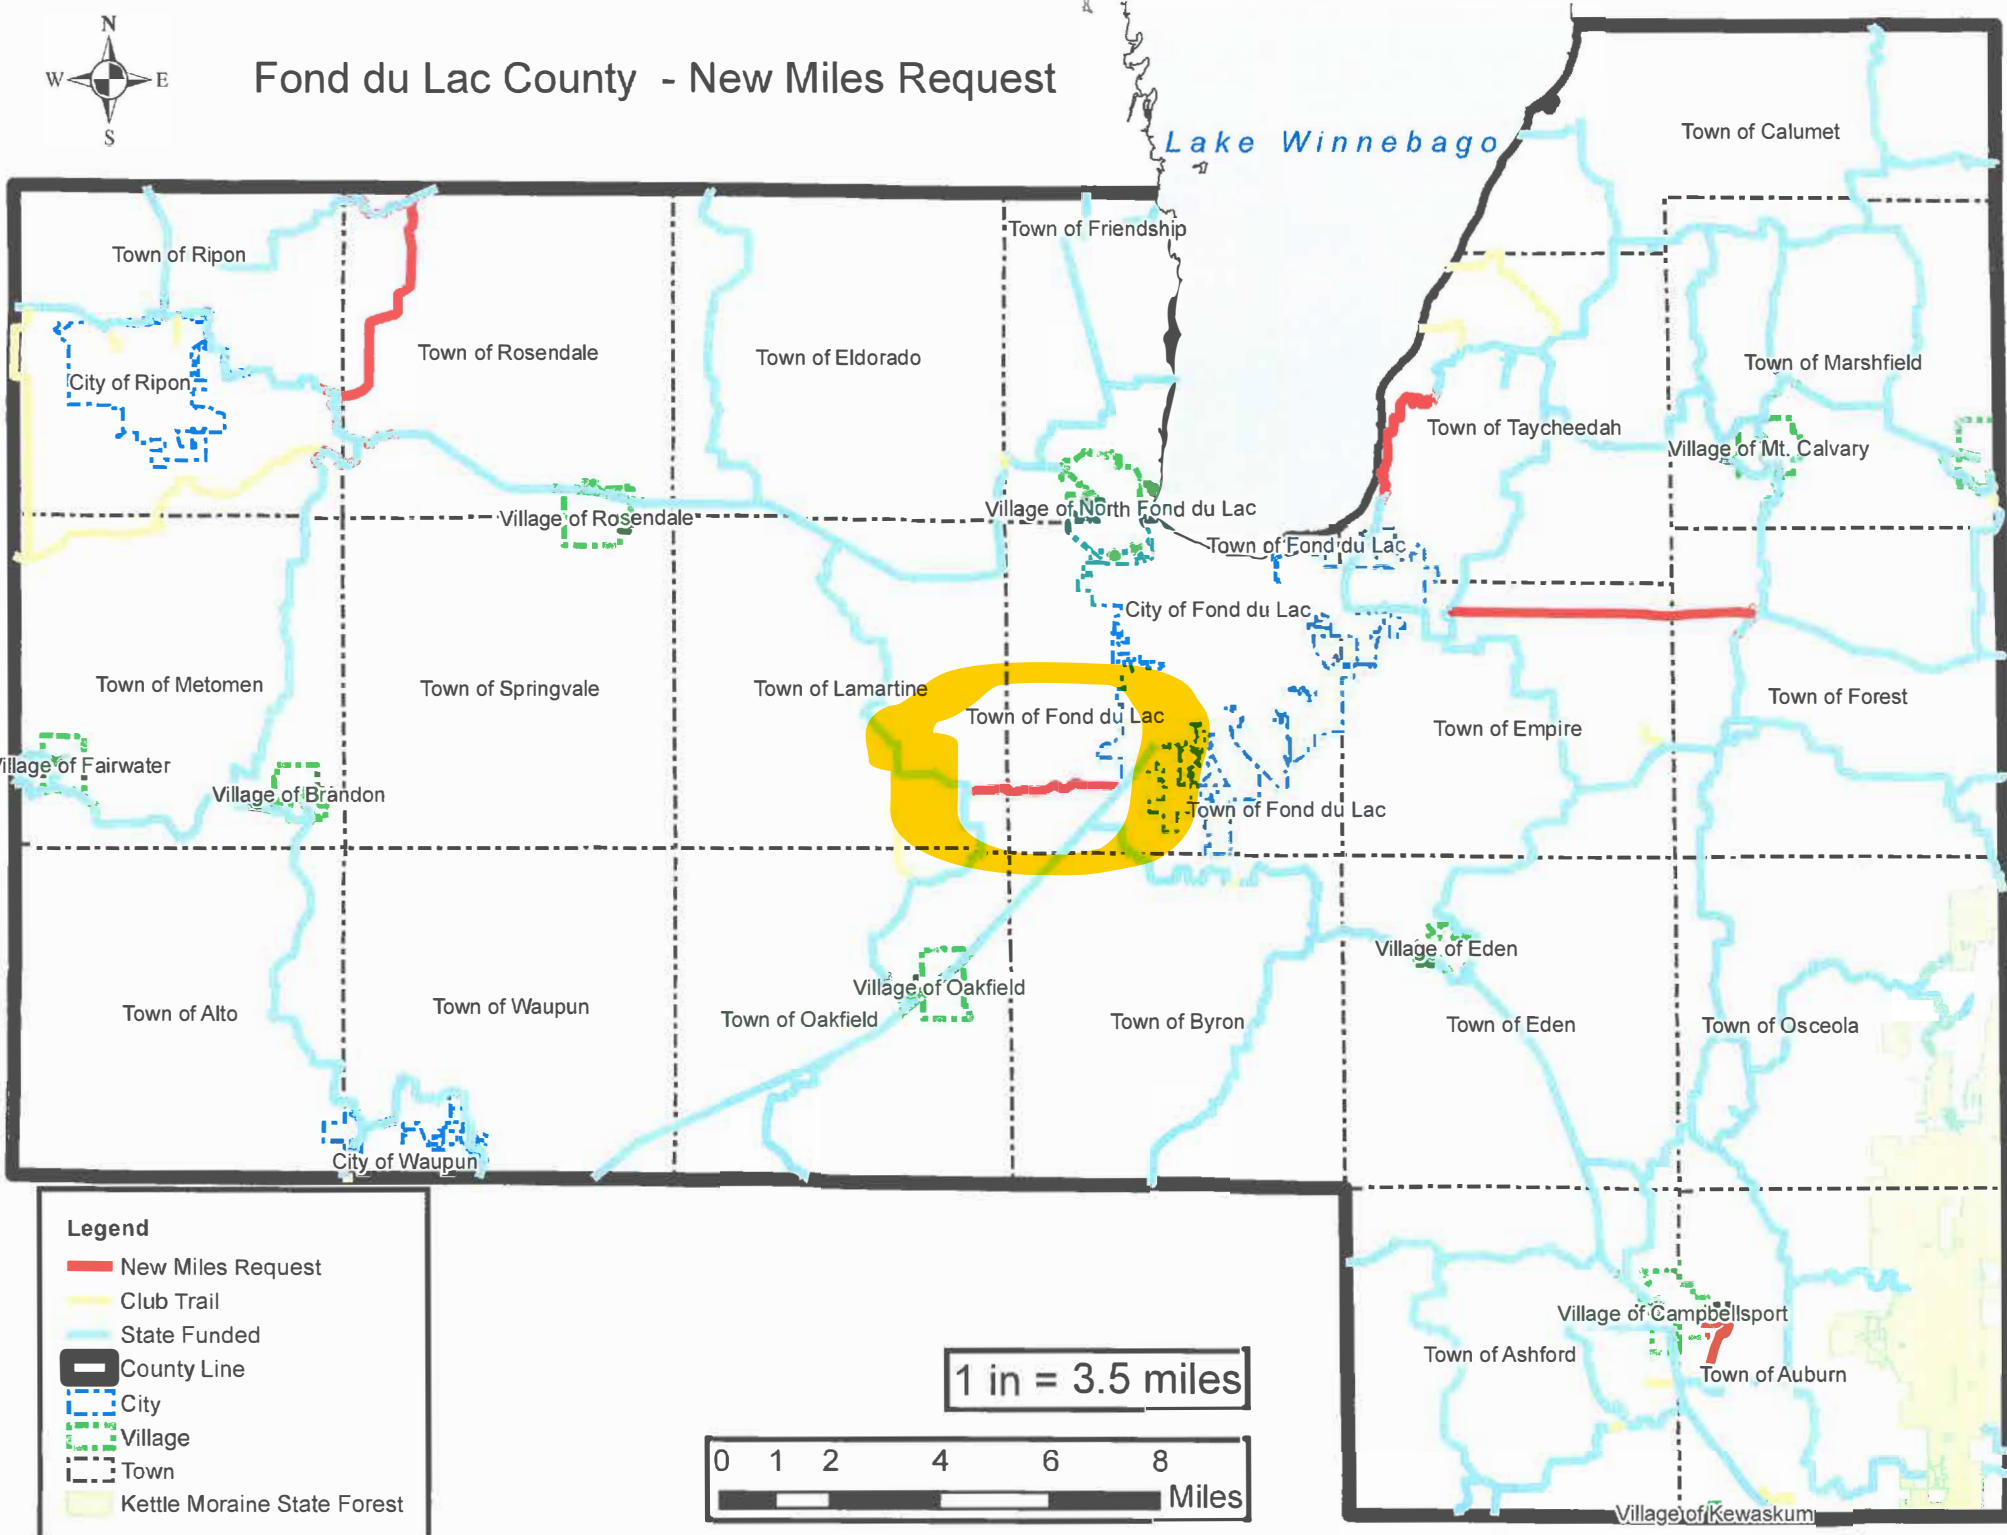 N
W E
S
Fond du Lac County - New Miles Request
Lake Winnebago
Town of Calumet
Town of Friendship
Town of Ripon
Town of Rosendale
Town of Eldorado
City of Ripon
Town of Marshfield
Town of Taycheedah
Village of Mt. Calvary
Village of North Fond du Lac
Village of Rosendale
Town of Fond du Lac
City of Fond du Lac
Town of Metomen
Town of Springvale
Town of Lamartine
Town of Fond du Lac
Town of Empire
Town of Forest
Village of Fairwater
Village of Brandon
Town of Fond du Lac
Village of Eden
Village of Oakfield
Town of Alto
Town of Waupun
Town of Oakfield
Town of Byron
Town of Eden
Town of Osceola
City of Waupun
Village of Campbellsport
Town of Ashford
Town of Auburn
Village of Kewaskum
Legend
New Miles Request
Club Trail
State Funded
County Line
City
Village
Town
Kettle Moraine State Forest
1 in = 3.5 miles
0 1 2 4 6 8
Miles